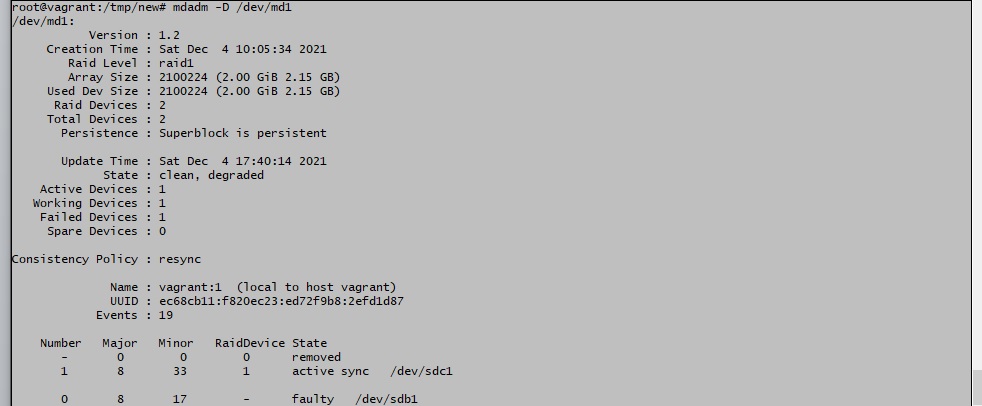 root@vagrant:/tmp/new# mdadm -D /dev/md1
/dev/md1:
Version : 1.2
Creation Time : Sat Dec  4 10:05:34 2021
Raid Level : raid1
Array Size : 2100224 (2.00 GiB 2.15 GB)
Used Dev Size : 2100224 (2.00 GiB 2.15 GB)
Raid Devices : 2
Total Devices : 2
Persistence : Superblock is persistent
Update Time : Sat Dec  4 17:40:14 2021
State : clean, degraded
Active Devices : 1
Working Devices : 1
Failed Devices : 1
Spare Devices : 0
Consistency Policy : resync
Name : vagrant:1  (local to host vagrant)
UUID : ec68cb11:f820ec23:ed72f9b8:2efd1d87
Events : 19
Number   Major   Minor   RaidDevice State
-       0        0        0      removed
1       8       33        1      active sync   /dev/sdc1
0       8       17        -      faulty   /dev/sdb1